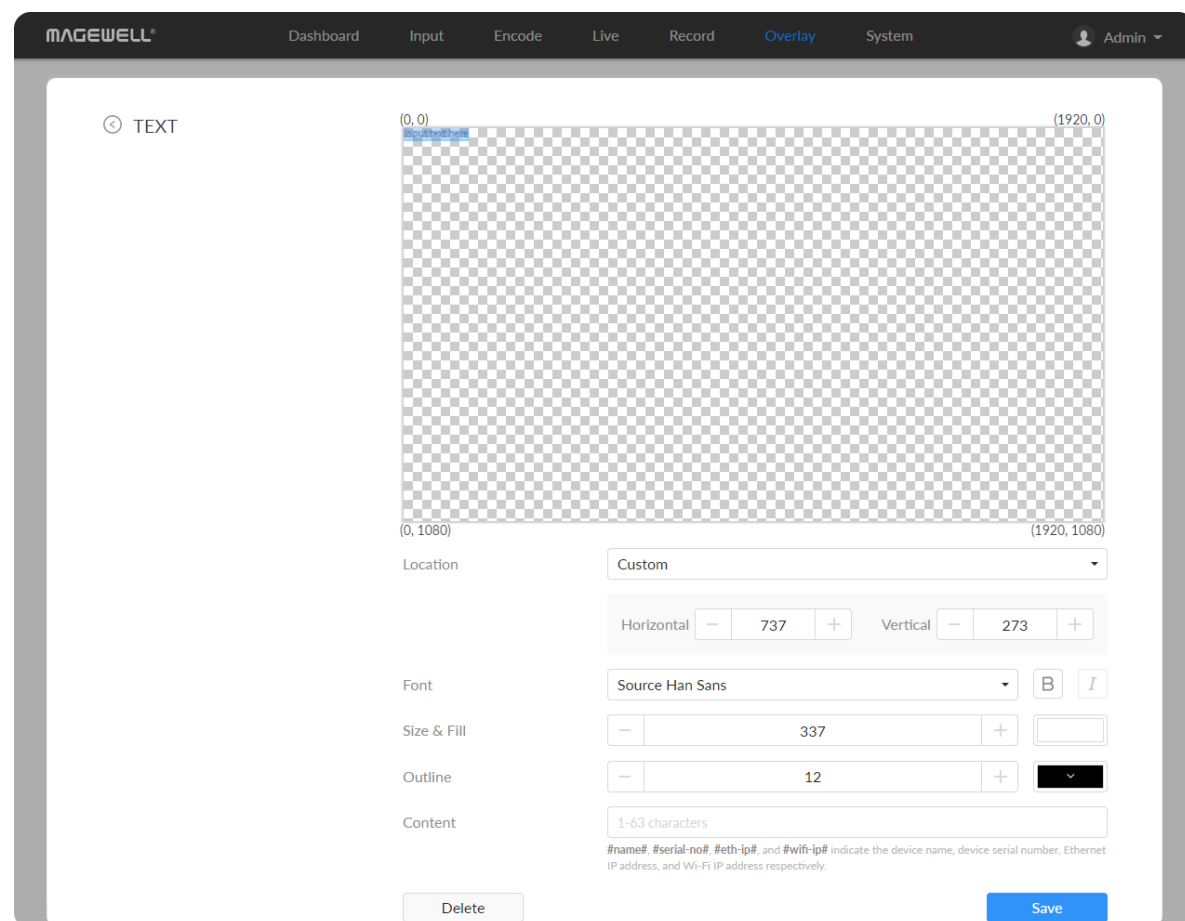 MAGEWELL®
Dashboard Input Encode Live Record Overlay System Admin
TEXT
(0, 0) (1920, 0)
Input text here
(0, 1080) (1920, 1080)
Location Custom
Horizontal − 737 + Vertical − 273 +
Font Source Han Sans B I
Size & Fill − 337 +
Outline − 12 +
Content 1-63 characters
#name#, #serial-no#, #eth-ip#, and #wifi-ip# indicate the device name, device serial number, Ethernet
IP address, and Wi-Fi IP address respectively.
Delete Save